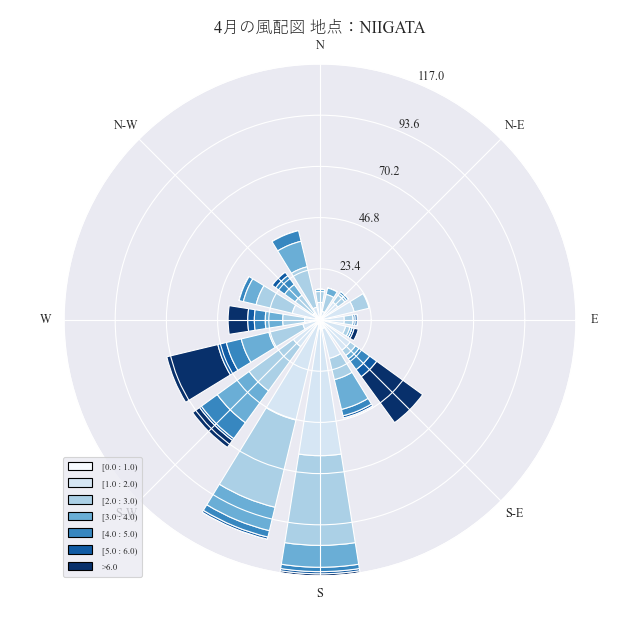 4月の風配図 地点：NIIGATA
N
117.0
N-W
93.6
N-E
70.2
46.8
23.4
W
E
[0.0 : 1.0)
[1.0 : 2.0)
[2.0 : 3.0)
S-W
[3.0 : 4.0)
S-E
[4.0 : 5.0)
[5.0 : 6.0)
>6.0
S